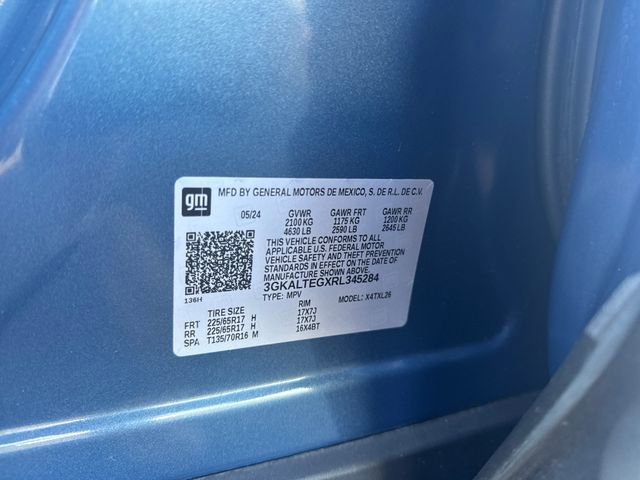 gm
MFD BY GENERAL MOTORS DE MEXICO, S. DE R.L. DE C.V.
05/24 GVWR GAWR FRT GAWR RR
2100 KG 1175 KG 1200 KG
4630 LB 2590 LB 2645 LB
THIS VEHICLE CONFORMS TO ALL
APPLICABLE U.S. FEDERAL MOTOR
VEHICLE SAFETY AND THEFT PREVENTION
STANDARDS IN EFFECT ON THE DATE OF
MANUFACTURE SHOWN ABOVE.
3GKALTEGXRL345284
136H
TYPE: MPV MODEL: X4TXL26
TIRE SIZE RIM
FRT 225/65R17 H 17X7J
RR 225/65R17 H 17X7J
SPA T135/70R16 M 16X4BT